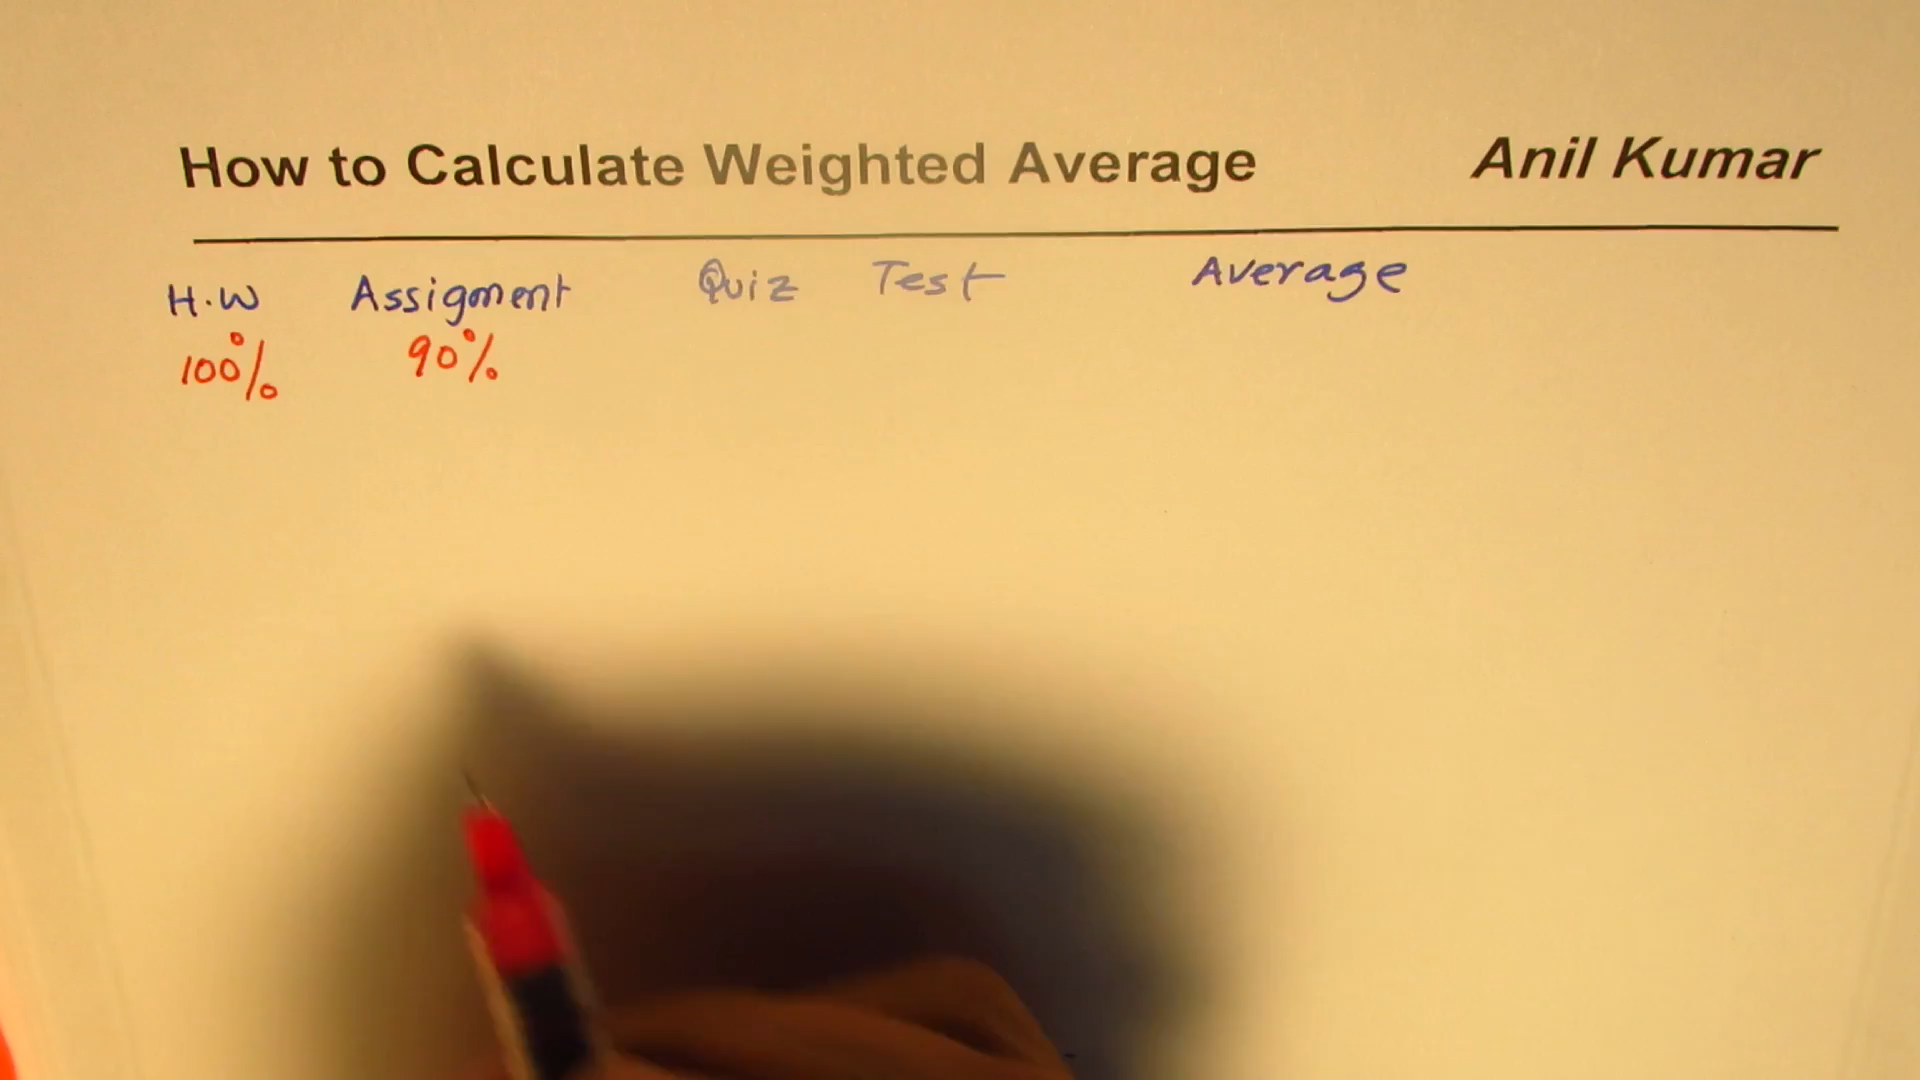 How to Calculate Weighted Average Anil Kumar
H.W Assigment Quiz Test Average
100% 90%